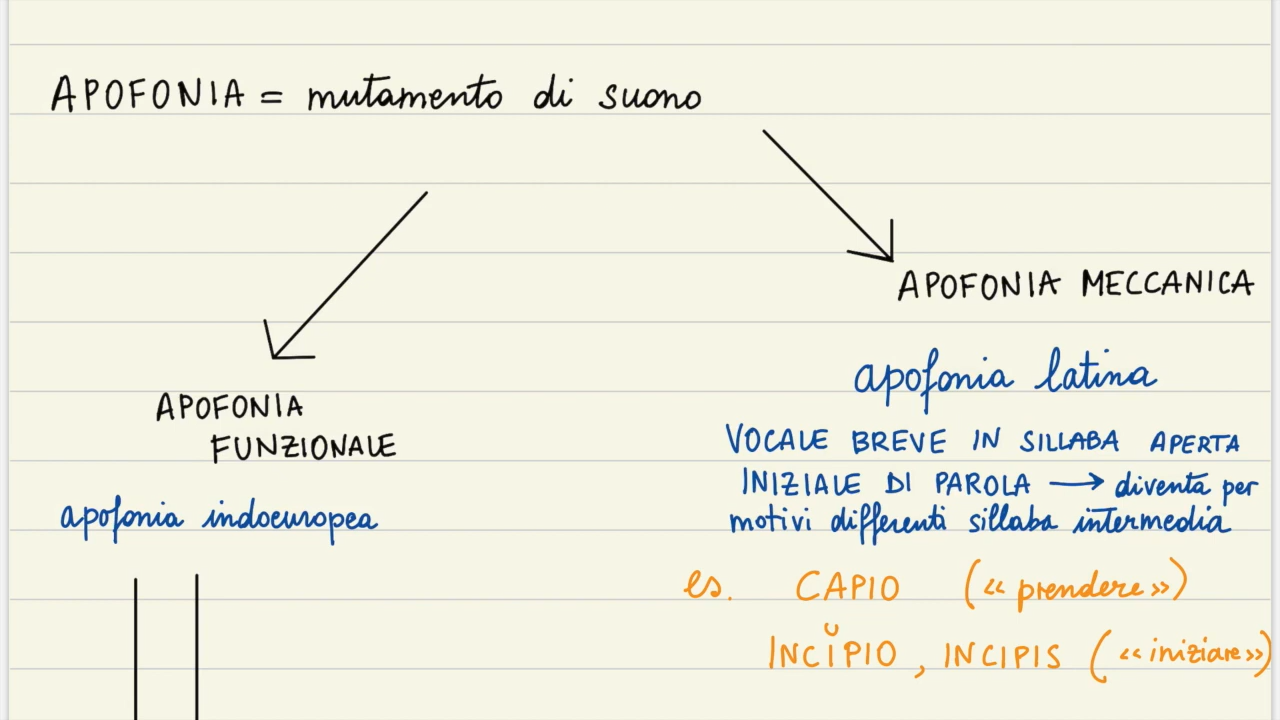 APOFONIA = mutamento di suono
APOFONIA MECCANICA
apofonia latina
VOCALE BREVE IN SILLABA APERTA
INIZIALE DI PAROLA → diventa per
motivi differenti sillaba intermedia
es. CAPIO (« prendere »)
INCĬPIO , INCIPIS (« iniziare »)
APOFONIA
FUNZIONALE
apofonia indoeuropea